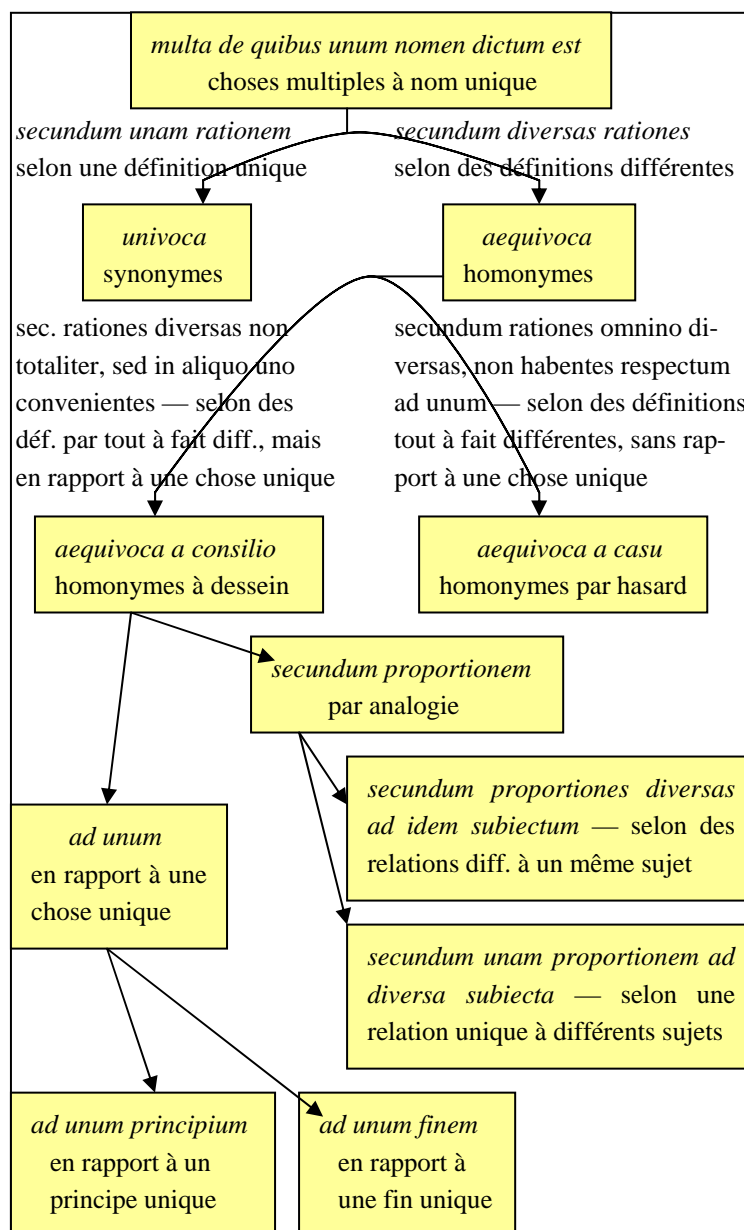 multa de quibus unum nomen dictum est
choses multiples à nom unique
secundum unam rationem
selon une définition unique
secundum diversas rationes
selon des définitions différentes
univoca
synonymes
aequivoca
homonymes
sec. rationes diversas non
totaliter, sed in aliquo uno
convenientes — selon des
déf. par tout à fait diff., mais
en rapport à une chose unique
secundum rationes omnino di-
versas, non habentes respectum
ad unum — selon des définitions
tout à fait différentes, sans rap-
port à une chose unique
aequivoca a consilio
homonymes à dessein
aequivoca a casu
homonymes par hasard
secundum proportionem
par analogie
secundum proportiones diversas
ad idem subiectum — selon des
relations diff. à un même sujet
ad unum
en rapport à une
chose unique
secundum unam proportionem ad
diversa subiecta — selon une
relation unique à différents sujets
ad unum principium
en rapport à un
principe unique
ad unum finem
en rapport à
une fin unique